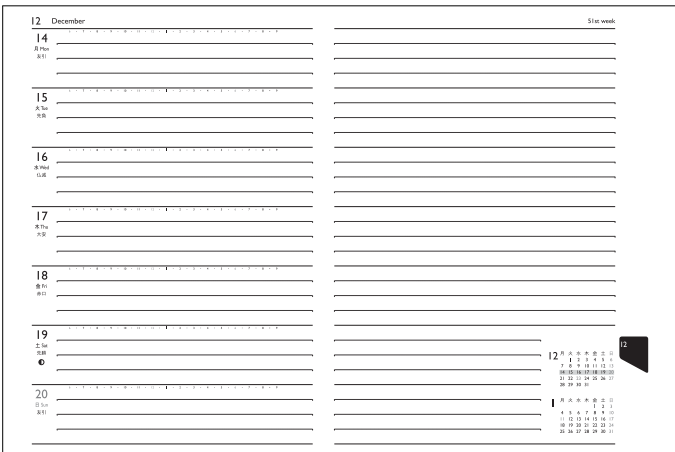 12 December
51st week
14
月 Mon
友引
15
火 Tue
先負
16
水 Wed
仏滅
17
木 Thu
大安
18
金 Fri
赤口
19
土 Sat
先勝
20
日 Sun
友引
12
12 月 火 水 木 金 土 日
1 2 3 4 5 6
7 8 9 10 11 12 13
14 15 16 17 18 19 20
21 22 23 24 25 26 27
28 29 30 31
1 月 火 水 木 金 土 日
1 2 3
4 5 6 7 8 9 10
11 12 13 14 15 16 17
18 19 20 21 22 23 24
25 26 27 28 29 30 31